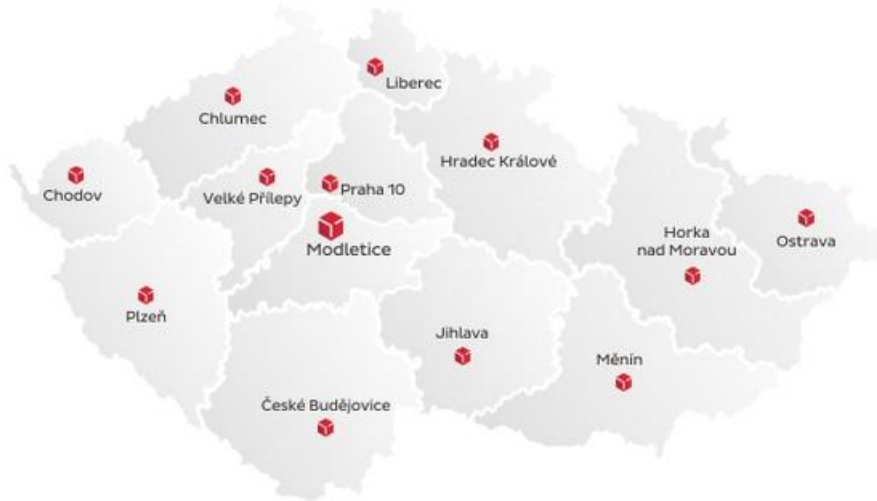 Liberec
Chlumec
Hradec Králové
Chodov
Velké Přílepy
Praha 10
Modletice
Horka
nad Moravou
Ostrava
Plzeň
Jihlava
Měnín
České Budějovice